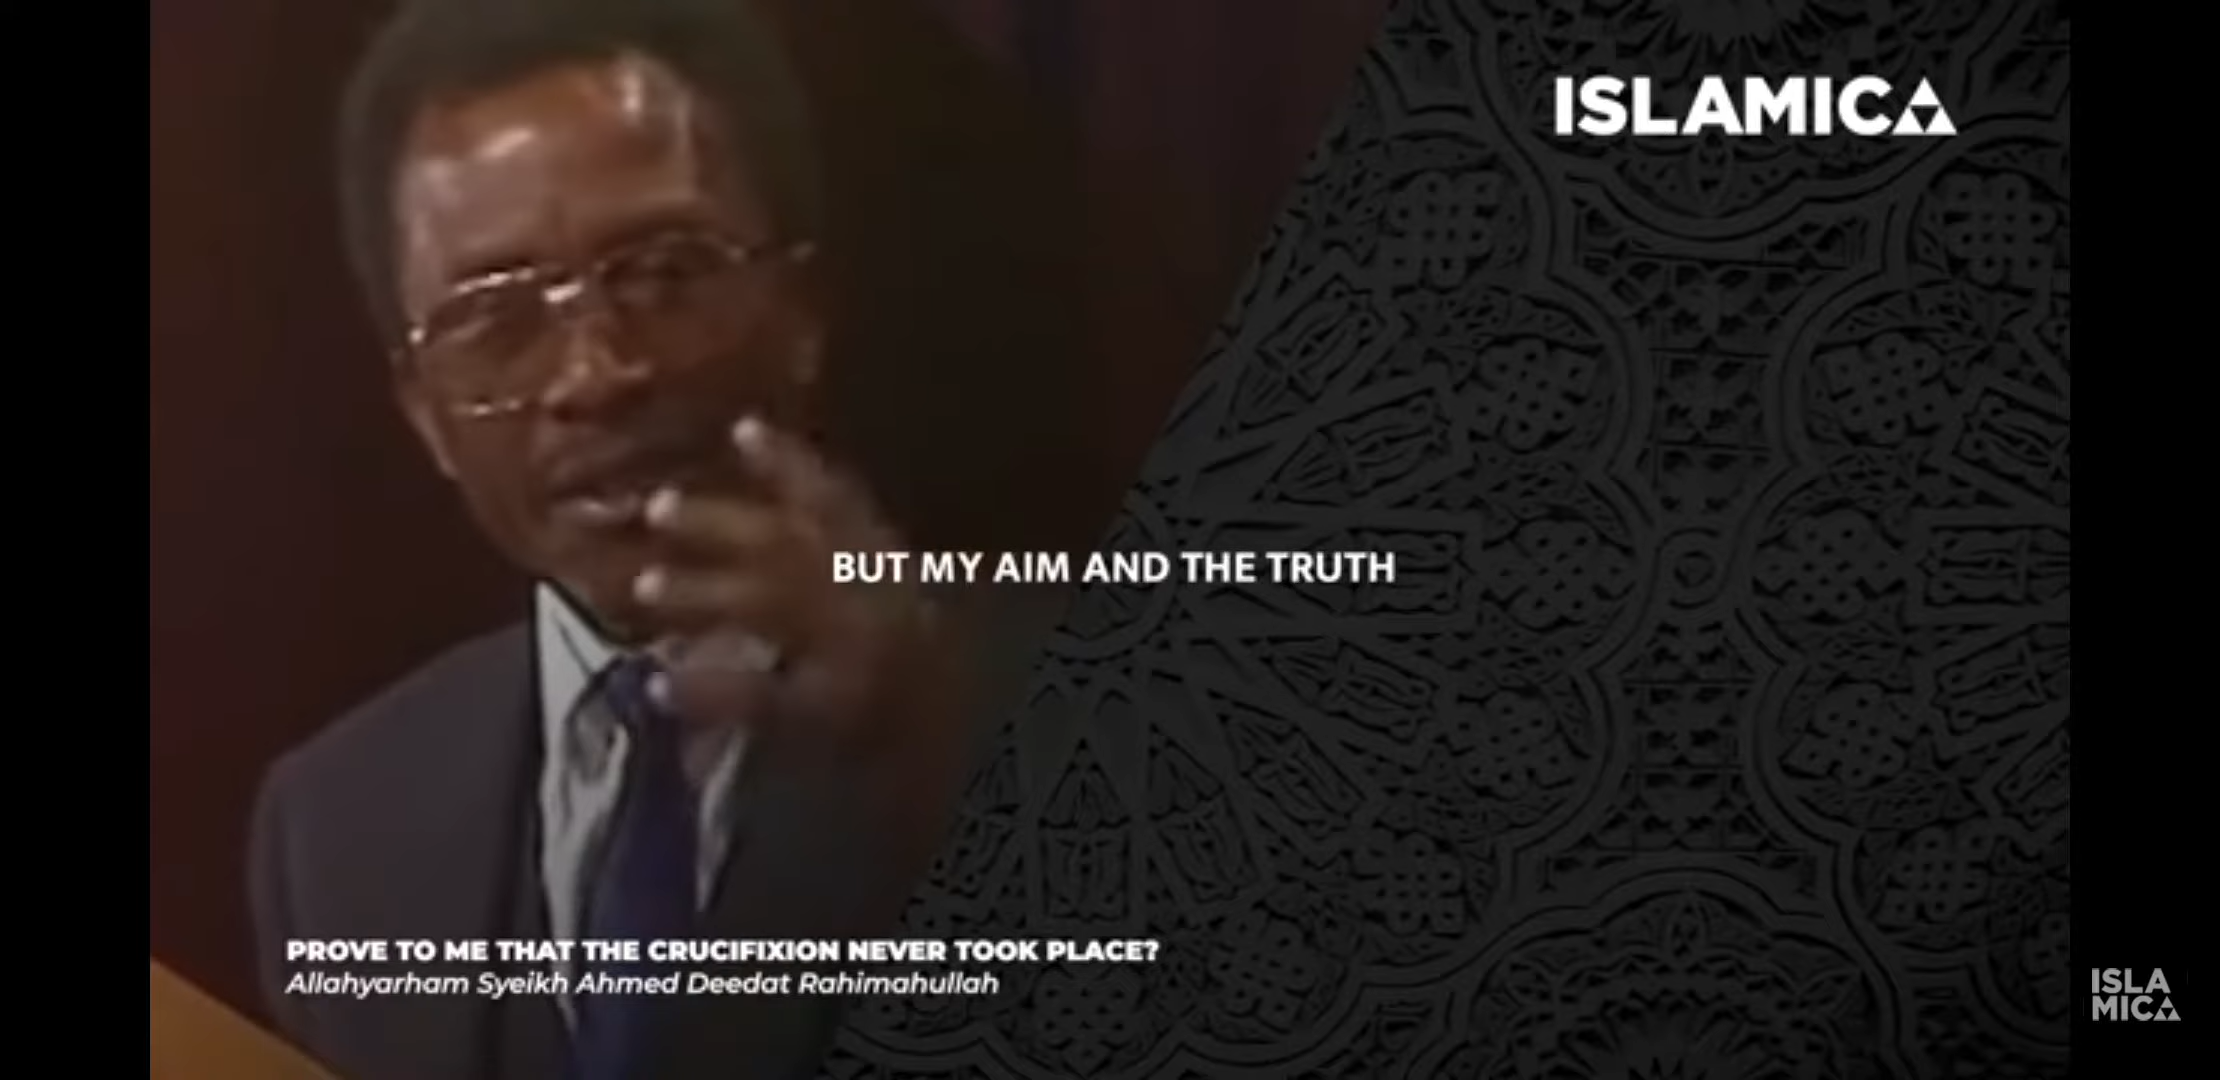 ISLAMICA
BUT MY AIM AND THE TRUTH
PROVE TO ME THAT THE CRUCIFIXION NEVER TOOK PLACE?
Allahyarham Syeikh Ahmed Deedat Rahimahullah
ISLA
MICA